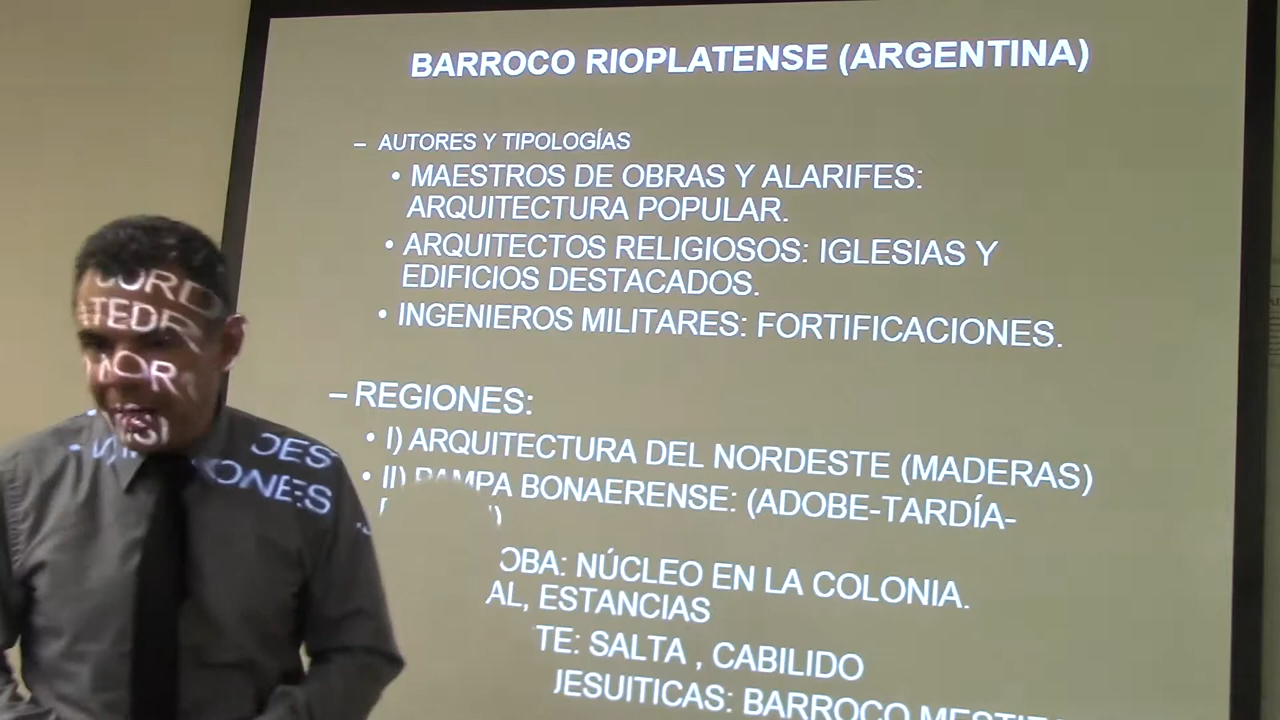 BARROCO RIOPLATENSE (ARGENTINA)
– AUTORES Y TIPOLOGÍAS
• MAESTROS DE OBRAS Y ALARIFES:
ARQUITECTURA POPULAR.
• ARQUITECTOS RELIGIOSOS: IGLESIAS Y
EDIFICIOS DESTACADOS.
• INGENIEROS MILITARES: FORTIFICACIONES.
– REGIONES:
• I) ARQUITECTURA DEL NORDESTE (MADERAS)
• II) PAMPA BONAERENSE: (ADOBE-TARDÍA-
OBA: NÚCLEO EN LA COLONIA.
AL, ESTANCIAS
TE: SALTA , CABILIDO
JESUITICAS: BARROCO